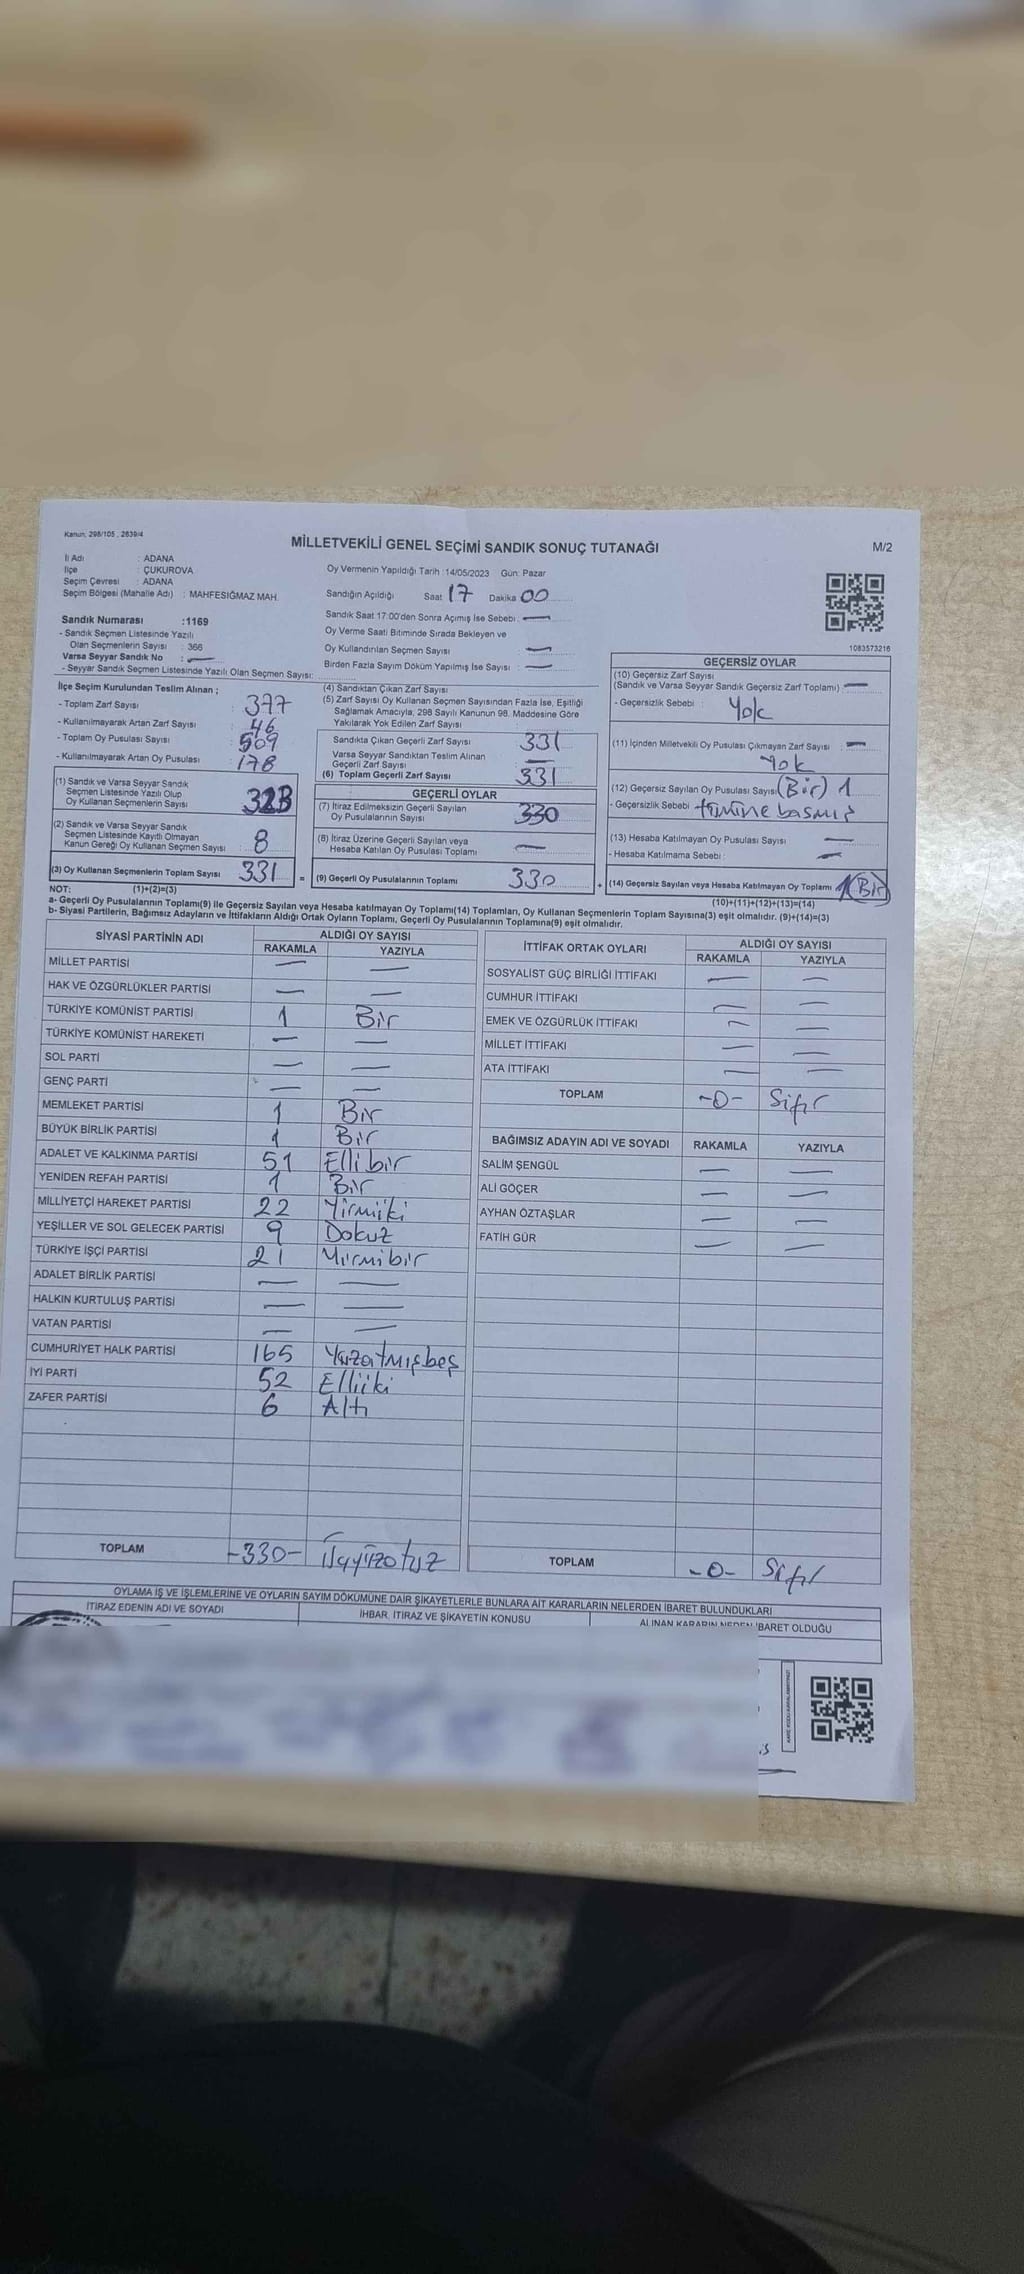 Kanun, 298/105 , 2839/4
MİLLETVEKİLİ GENEL SEÇİMİ SANDIK SONUÇ TUTANAĞI
M/2
İl Adı : ADANA
İlçe : ÇUKUROVA
Seçim Çevresi : ADANA
Seçim Bölgesi (Mahalle Adı) : MAHFESIĞMAZ MAH.
Oy Vermenin Yapıldığı Tarih : 14/05/2023 Gün: Pazar
Sandığın Açıldığı Saat 17 Dakika 00
Sandık Saat 17:00'den Sonra Açımış İse Sebebi : —
Oy Verme Saati Bitiminde Sırada Bekleyen ve
Oy Kullandırılan Seçmen Sayısı : —
Birden Fazla Sayım Döküm Yapılmış İse Sayısı : —
1083573216
Sandık Numarası :1169
- Sandık Seçmen Listesinde Yazılı
Olan Seçmenlerin Sayısı : 366
Varsa Seyyar Sandık No : —
- Seyyar Sandık Seçmen Listesinde Yazılı Olan Seçmen Sayısı:
İlçe Seçim Kurulundan Teslim Alınan ;
- Toplam Zarf Sayısı : 377
- Kullanılmayarak Artan Zarf Sayısı : 46
- Toplam Oy Pusulası Sayısı : 509
- Kullanılmayarak Artan Oy Pusulası : 178
(1) Sandık ve Varsa Seyyar Sandık
Seçmen Listesinde Yazılı Olup
Oy Kullanan Seçmenlerin Sayısı
(2) Sandık ve Varsa Seyyar Sandık
Seçmen Listesinde Kayıtlı Olmayan
Kanun Gereği Oy Kullanan Seçmen Sayısı : 8
(3) Oy Kullanan Seçmenlerin Toplam Sayısı 331
(4) Sandıktan Çıkan Zarf Sayısı :
(5) Zarf Sayısı Oy Kullanan Seçmen Sayısından Fazla İse, Eşitliği
Sağlamak Amacıyla, 298 Sayılı Kanunun 98. Maddesine Göre
Yakılarak Yok Edilen Zarf Sayısı :
Sandıkta Çıkan Geçerli Zarf Sayısı 331
Varsa Seyyar Sandıktan Teslim Alınan
Geçerli Zarf Sayısı —
(6) Toplam Geçerli Zarf Sayısı 331
GEÇERLİ OYLAR
(7) İtiraz Edilmeksizin Geçerli Sayılan
Oy Pusulalarının Sayısı : 330
(8) İtiraz Üzerine Geçerli Sayılan veya
Hesaba Katılan Oy Pusulası Toplamı : —
= (9) Geçerli Oy Pusulalarının Toplamı 330 +
GEÇERSİZ OYLAR
(10) Geçersiz Zarf Sayısı
(Sandık ve Varsa Seyyar Sandık Geçersiz Zarf Toplamı) : —
- Geçersizlik Sebebi : Yok
(11) İçinden Milletvekili Oy Pusulası Çıkmayan Zarf Sayısı : —
Yok
(12) Geçersiz Sayılan Oy Pusulası Sayısı (Bir) 1
- Geçersizlik Sebebi : tümüne basmış
(13) Hesaba Katılmayan Oy Pusulası Sayısı : —
- Hesaba Katılmama Sebebi : —
(14) Geçersiz Sayılan veya Hesaba Katılmayan Oy Toplamı 1 (Bir)
NOT: (1)+(2)=(3)
(10)+(11)+(12)+(13)=(14)
a- Geçerli Oy Pusulalarının Toplamı(9) ile Geçersiz Sayılan veya Hesaba Katılmayan Oy Toplamı(14) Toplamları, Oy Kullanan Seçmenlerin Toplam Sayısına(3) eşit olmalıdır. (9)+(14)=(3)
b- Siyasi Partilerin, Bağımsız Adayların ve İttifakların Aldığı Ortak Oyların Toplamı, Geçerli Oy Pusulalarının Toplamına(9) eşit olmalıdır.
SİYASİ PARTİNİN ADI ALDIĞI OY SAYISI
RAKAMLA YAZIYLA
MİLLET PARTİSİ — —
HAK VE ÖZGÜRLÜKLER PARTİSİ — —
TÜRKİYE KOMÜNİST PARTİSİ 1 Bir
TÜRKİYE KOMÜNİST HAREKETİ — —
SOL PARTİ — —
GENÇ PARTİ — —
MEMLEKET PARTİSİ 1 Bir
BÜYÜK BİRLİK PARTİSİ 1 Bir
ADALET VE KALKINMA PARTİSİ 51 Ellibir
YENİDEN REFAH PARTİSİ 1 Bir
MİLLİYETÇİ HAREKET PARTİSİ 22 Yirmiiki
YEŞİLLER VE SOL GELECEK PARTİSİ 9 Dokuz
TÜRKİYE İŞÇİ PARTİSİ 21 Yirmibir
ADALET BİRLİK PARTİSİ — —
HALKIN KURTULUŞ PARTİSİ — —
VATAN PARTİSİ — —
CUMHURİYET HALK PARTİSİ 165 Yüzatmışbeş
İYİ PARTİ 52 Elliiki
ZAFER PARTİSİ 6 Altı
TOPLAM -330- Üçyüzotuz
İTTİFAK ORTAK OYLARI ALDIĞI OY SAYISI
RAKAMLA YAZIYLA
SOSYALİST GÜÇ BİRLİĞİ İTTİFAKI — —
CUMHUR İTTİFAKI — —
EMEK VE ÖZGÜRLÜK İTTİFAKI — —
MİLLET İTTİFAKI — —
ATA İTTİFAKI — —
TOPLAM -0- Sıfır
BAĞIMSIZ ADAYIN ADI VE SOYADI RAKAMLA YAZIYLA
SALİM ŞENGÜL — —
ALİ GÖÇER — —
AYHAN ÖZTAŞLAR — —
FATİH GÜR — —
TOPLAM -0- Sıfır
OYLAMA İŞ VE İŞLEMLERİNE VE OYLARIN SAYIM DÖKÜMÜNE DAİR ŞİKAYETLERLE BUNLARA AİT KARARLARIN NELERDEN İBARET BULUNDUKLARI
İTİRAZ EDENİN ADI VE SOYADI İHBAR, İTİRAZ VE ŞİKAYETİN KONUSU ALINAN KARARIN NEDEN İBARET OLDUĞU